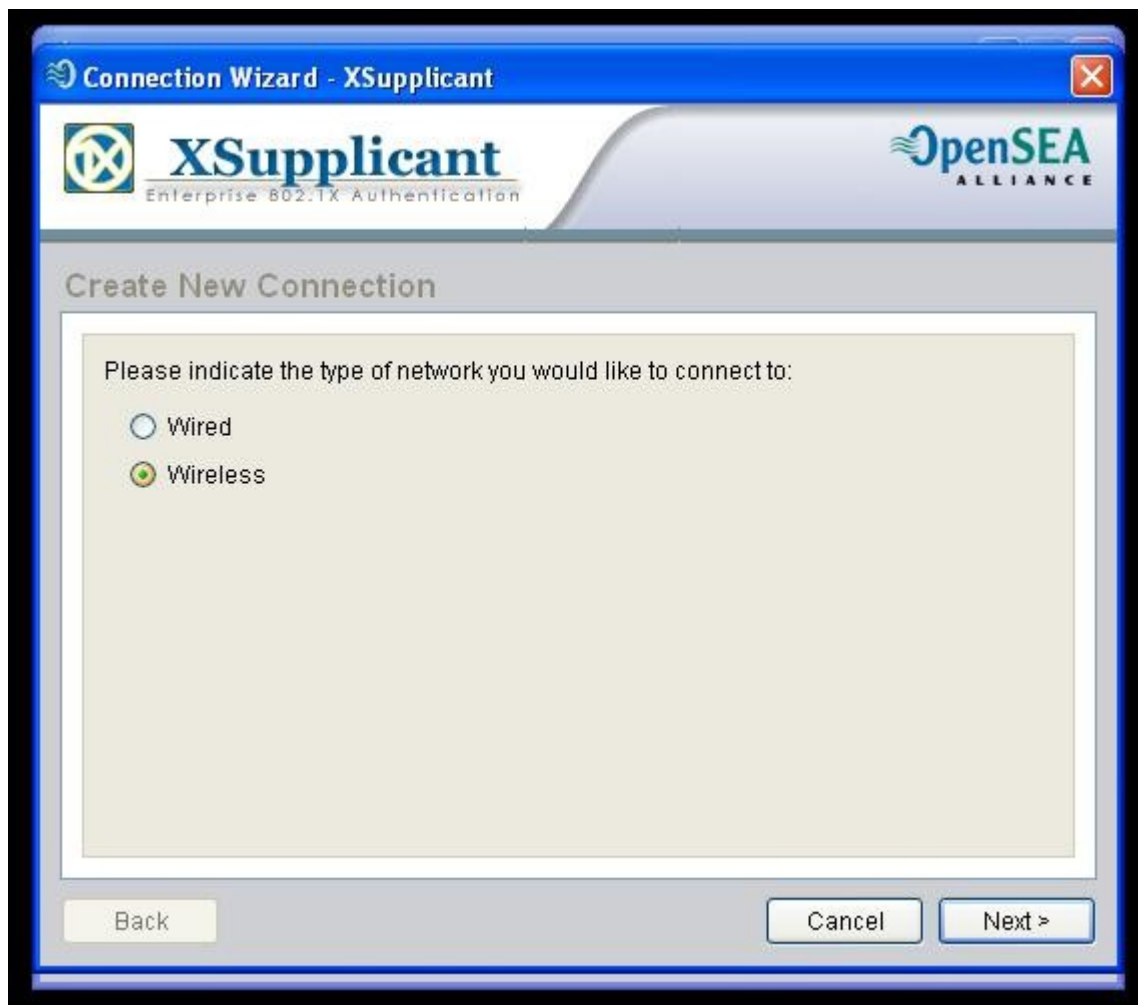 Connection Wizard - XSupplicant
1X
XSupplicant
Enterprise 802.1X Authentication
OpenSEA
ALLIANCE
Create New Connection
Please indicate the type of network you would like to connect to:
Wired
Wireless
Back
Cancel
Next >